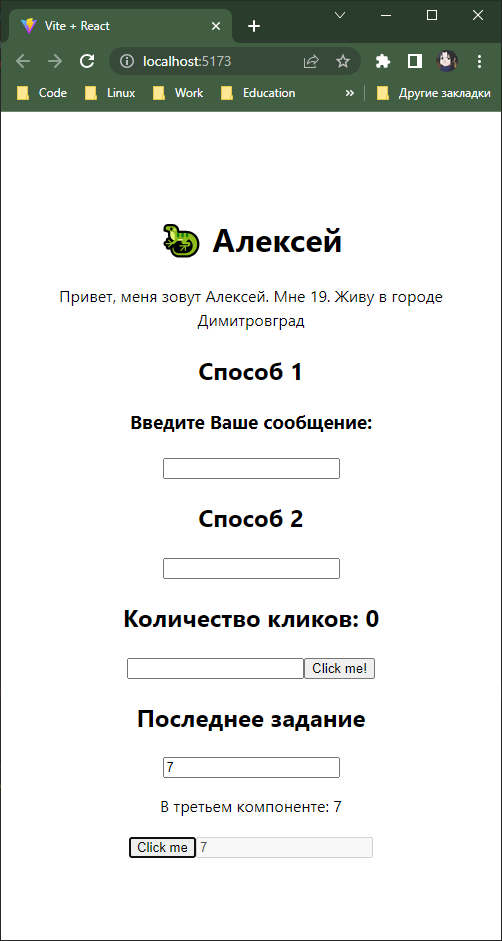 Vite + React
localhost:5173
Code Linux Work Education » Другие закладки
Алексей
Привет, меня зовут Алексей. Мне 19. Живу в городе
Димитровград
Способ 1
Введите Ваше сообщение:
Способ 2
Количество кликов: 0
Click me!
Последнее задание
7
В третьем компоненте: 7
Click me 7